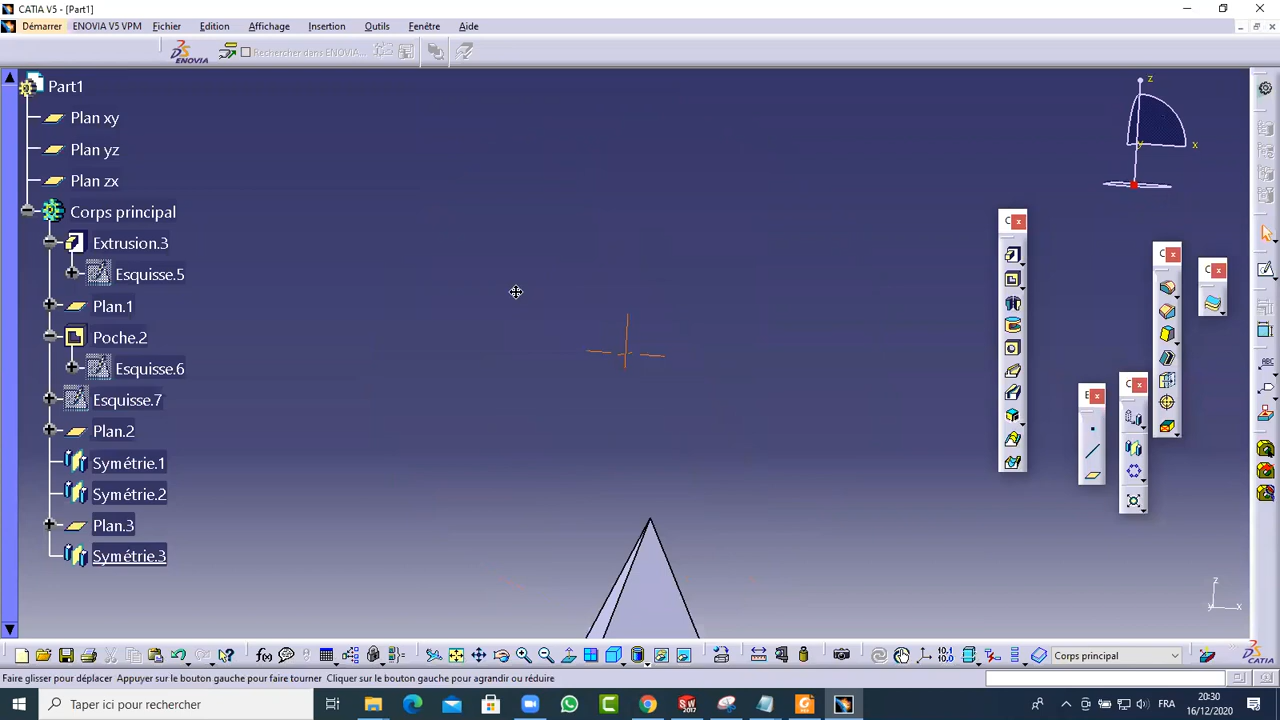 CATIA V5 - [Part1]
Démarrer ENOVIA V5 VPM Fichier Edition Affichage Insertion Outils Fenêtre Aide
ENOVIA Rechercher dans ENOVIA...
Part1
Plan xy
Plan yz
Plan zx
Corps principal
Extrusion.3
Esquisse.5
Plan.1
Poche.2
Esquisse.6
Esquisse.7
Plan.2
Symétrie.1
Symétrie.2
Plan.3
Symétrie.3
z
x
y
C
C
C
E
C
z
y x
Corps principal
CATIA
Faire glisser pour déplacer Appuyer sur le bouton gauche pour faire tourner Cliquer sur le bouton gauche pour agrandir ou réduire
Taper ici pour rechercher
FRA
20:30
16/12/2020